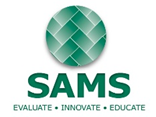 SAMS
EVALUATE • INNOVATE • EDUCATE